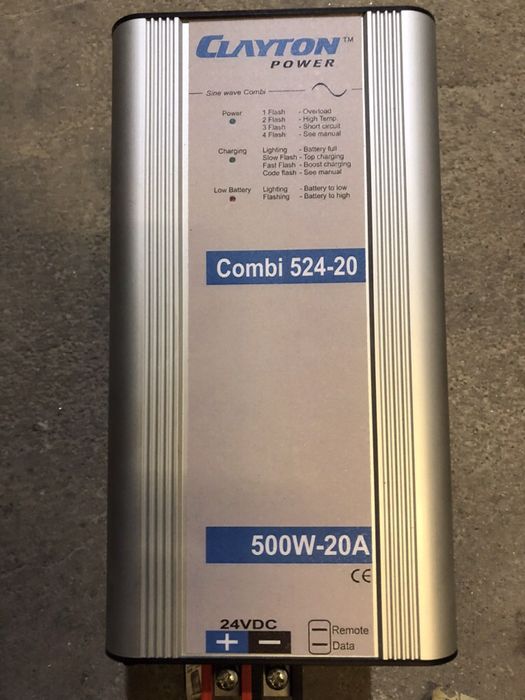 CLAYTON™
POWER
Sine wave Combi
Power 1 Flash - Overload
2 Flash - High Temp.
3 Flash - Short circuit
4 Flash - See manual
Charging Lighting - Battery full
Slow Flash - Top charging
Fast Flash - Boost charging
Code flash - See manual
Low Battery Lighting - Battery to low
Flashing - Battery to high
Combi 524-20
500W-20A
CE
24VDC
+ - Remote
Data